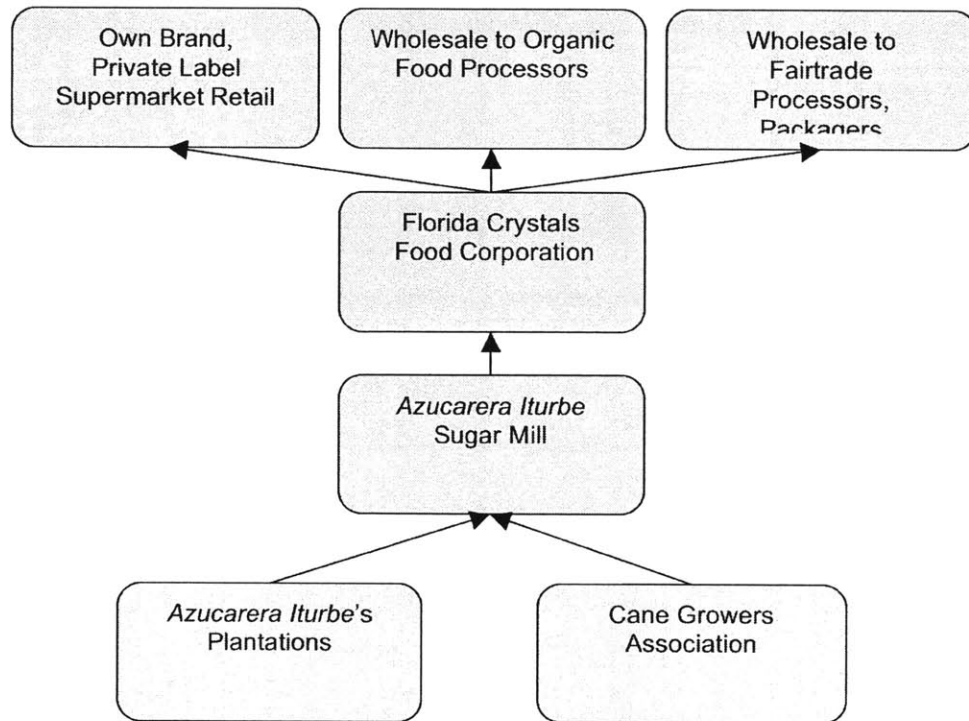 Own Brand,
Private Label
Supermarket Retail
Wholesale to Organic
Food Processors
Wholesale to
Fairtrade
Processors,
Packagers
Florida Crystals
Food Corporation
Azucarera Iturbe
Sugar Mill
Azucarera Iturbe's
Plantations
Cane Growers
Association